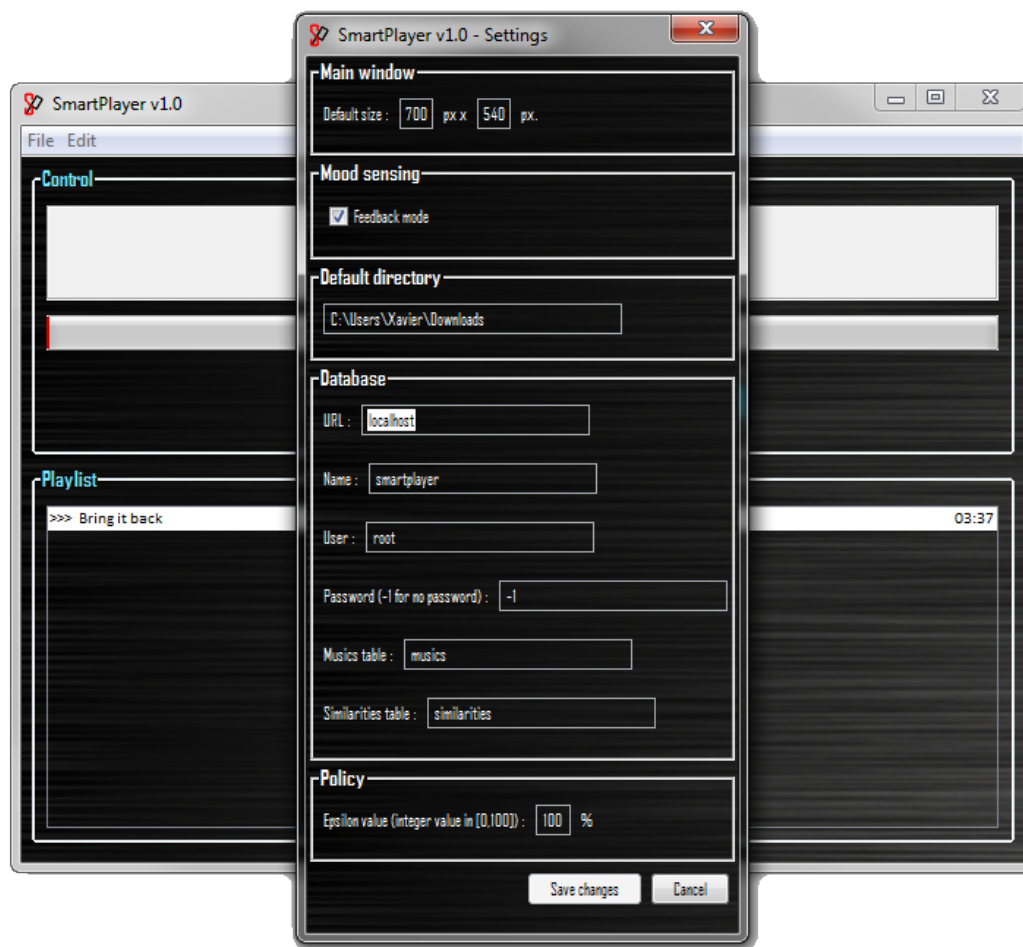 SmartPlayer v1.0 - Settings
Main window
Default size : 700 px x 540 px.
Mood sensing
Feedback mode
Default directory
C:\Users\Xavier\Downloads
Database
URL : localhost
Name : smartplayer
User : root
Password (-1 for no password) : -1
Musics table : musics
Similarities table : similarities
Policy
Epsilon value (integer value in [0,100]) : 100 %
Save changes Cancel
SmartPlayer v1.0
File Edit
Control
Playlist
>>> Bring it back 03:37